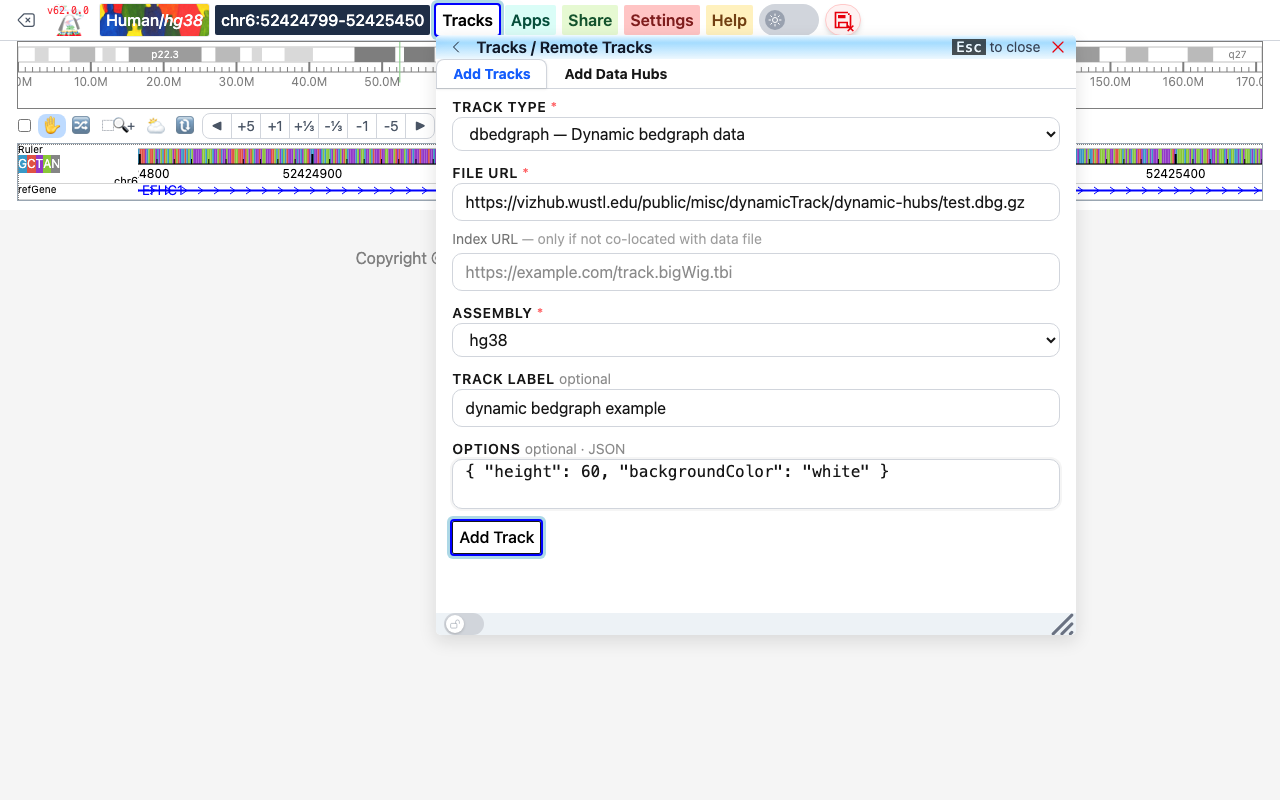 v62.0.0
Human/hg38
chr6:52424799-52425450
Tracks
Apps
Share
Settings
Help
Tracks / Remote Tracks
Esc to close
p22.3
q27
0M 10.0M 20.0M 30.0M 40.0M 50.0M 150.0M 160.0M 170.0
Add Tracks
Add Data Hubs
+5 +1 +⅓ -⅓ -1 -5
Ruler
GCTAN
chr6
4800 52424900 52425400
refGene
EFHC1
TRACK TYPE *
dbedgraph — Dynamic bedgraph data
FILE URL *
https://vizhub.wustl.edu/public/misc/dynamicTrack/dynamic-hubs/test.dbg.gz
Index URL — only if not co-located with data file
https://example.com/track.bigWig.tbi
ASSEMBLY *
hg38
TRACK LABEL optional
dynamic bedgraph example
OPTIONS optional · JSON
{ "height": 60, "backgroundColor": "white" }
Add Track
Copyright